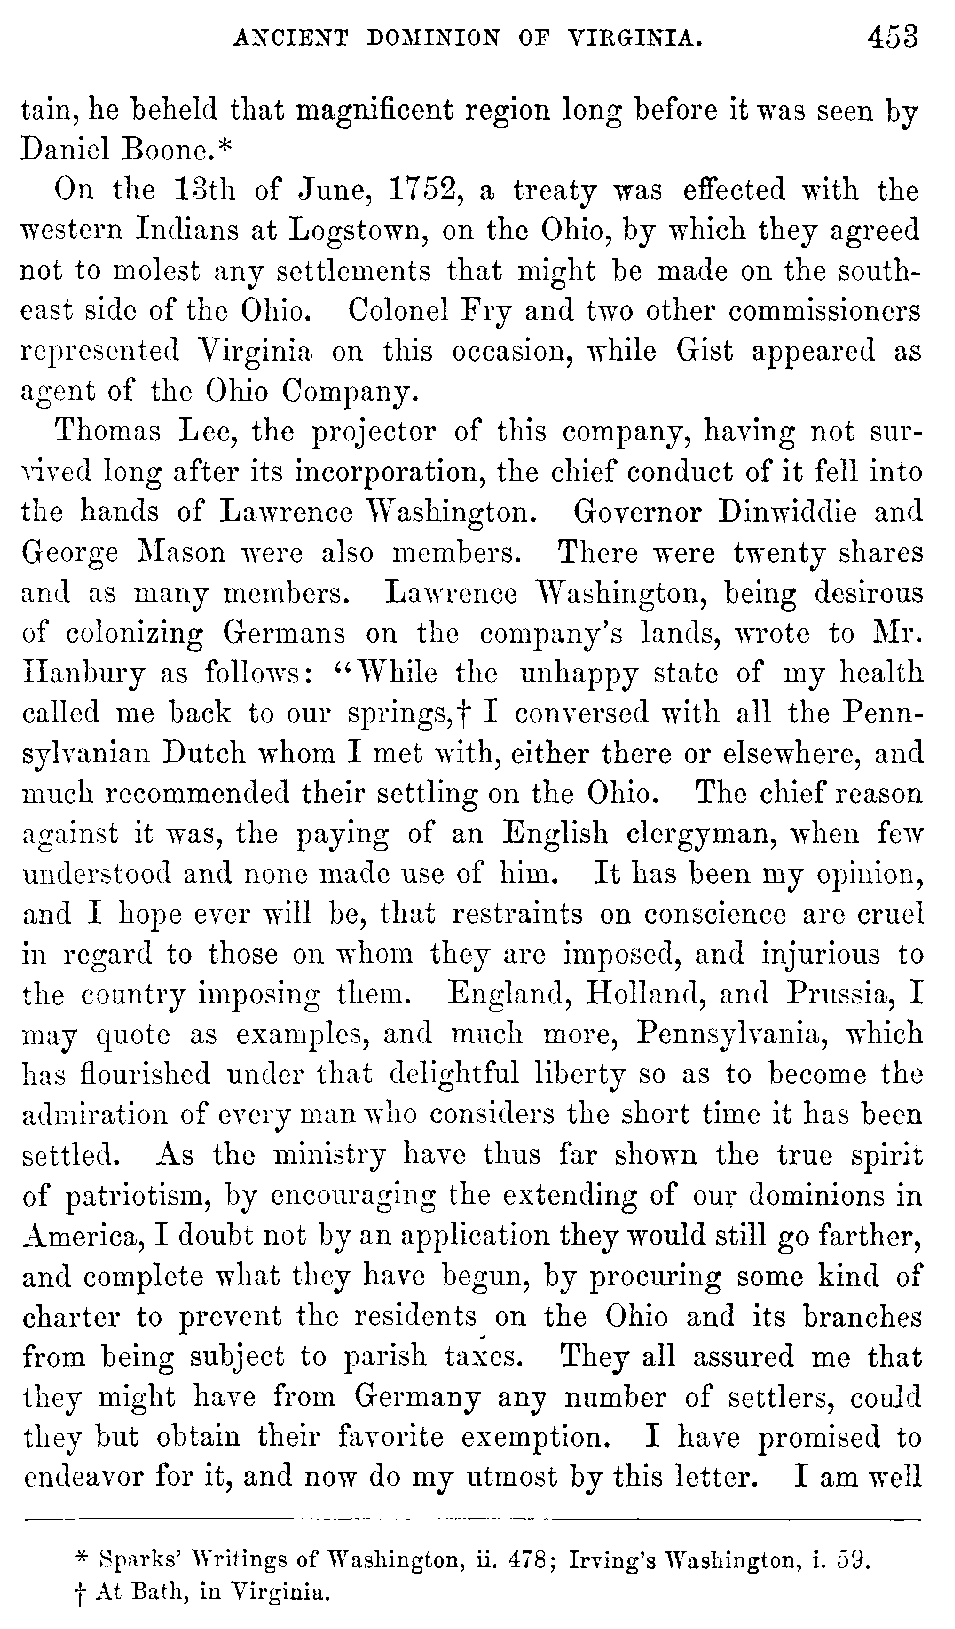 ANCIENT DOMINION OF VIRGINIA. 453
tain, he beheld that magnificent region long before it was seen by
Daniel Boone.*
On the 13th of June, 1752, a treaty was effected with the
western Indians at Logstown, on the Ohio, by which they agreed
not to molest any settlements that might be made on the south-
east side of the Ohio. Colonel Fry and two other commissioners
represented Virginia on this occasion, while Gist appeared as
agent of the Ohio Company.
Thomas Lee, the projector of this company, having not sur-
vived long after its incorporation, the chief conduct of it fell into
the hands of Lawrence Washington. Governor Dinwiddie and
George Mason were also members. There were twenty shares
and as many members. Lawrence Washington, being desirous
of colonizing Germans on the company's lands, wrote to Mr.
Hanbury as follows: "While the unhappy state of my health
called me back to our springs,† I conversed with all the Penn-
sylvanian Dutch whom I met with, either there or elsewhere, and
much recommended their settling on the Ohio. The chief reason
against it was, the paying of an English clergyman, when few
understood and none made use of him. It has been my opinion,
and I hope ever will be, that restraints on conscience are cruel
in regard to those on whom they are imposed, and injurious to
the country imposing them. England, Holland, and Prussia, I
may quote as examples, and much more, Pennsylvania, which
has flourished under that delightful liberty so as to become the
admiration of every man who considers the short time it has been
settled. As the ministry have thus far shown the true spirit
of patriotism, by encouraging the extending of our dominions in
America, I doubt not by an application they would still go farther,
and complete what they have begun, by procuring some kind of
charter to prevent the residents on the Ohio and its branches
from being subject to parish taxes. They all assured me that
they might have from Germany any number of settlers, could
they but obtain their favorite exemption. I have promised to
endeavor for it, and now do my utmost by this letter. I am well
* Sparks' Writings of Washington, ii. 478; Irving's Washington, i. 59.
† At Bath, in Virginia.